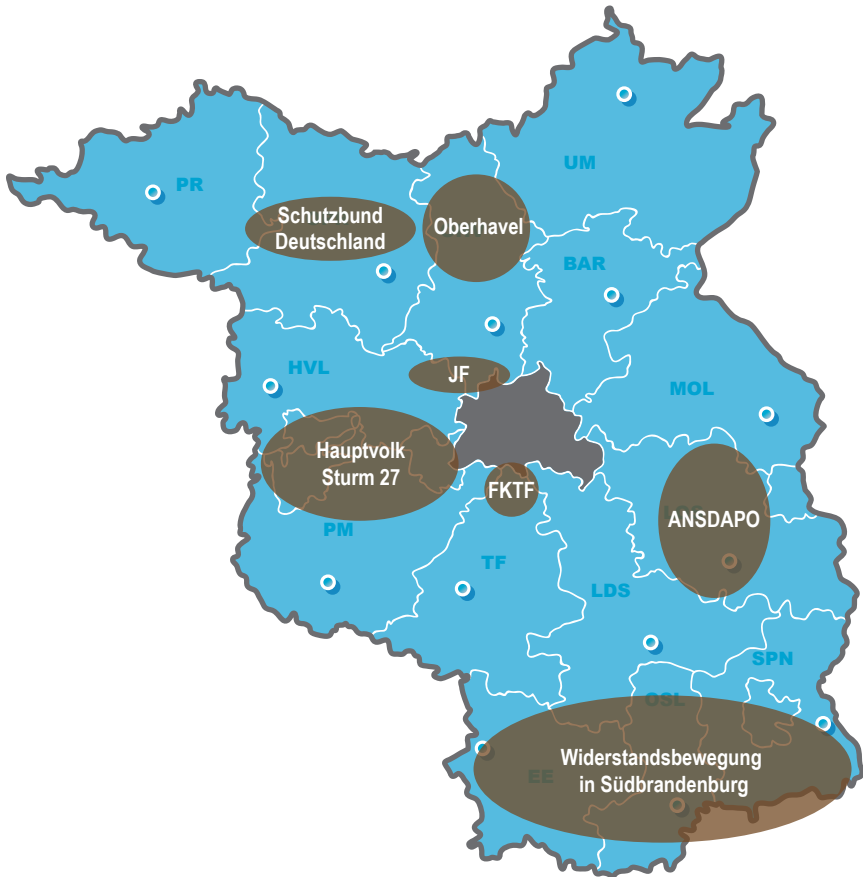 UM
PR
Schutzbund
Deutschland
Oberhavel
BAR
HVL
JF
MOL
Hauptvolk
Sturm 27
FKTF
ANSDAPO
LOS
PM
TF
LDS
SPN
OSL
Widerstandsbewegung
in Südbrandenburg
EE